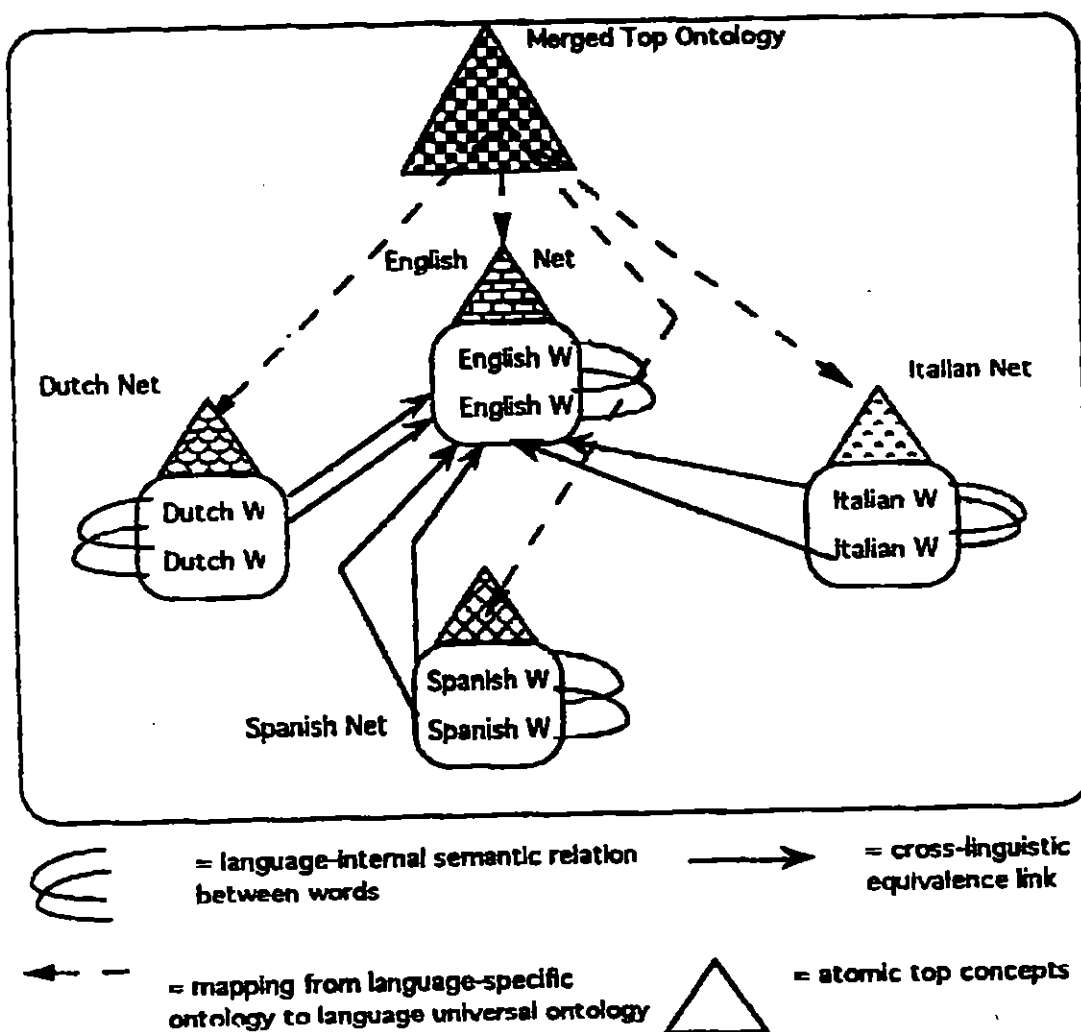 Merged Top Ontology
English Net
English W
English W
Dutch Net
Italian Net
Dutch W
Dutch W
Italian W
Italian W
Spanish W
Spanish W
Spanish Net
= language-internal semantic relation
between words
= cross-linguistic
equivalence link
= mapping from language-specific
ontology to language universal ontology
= atomic top concepts